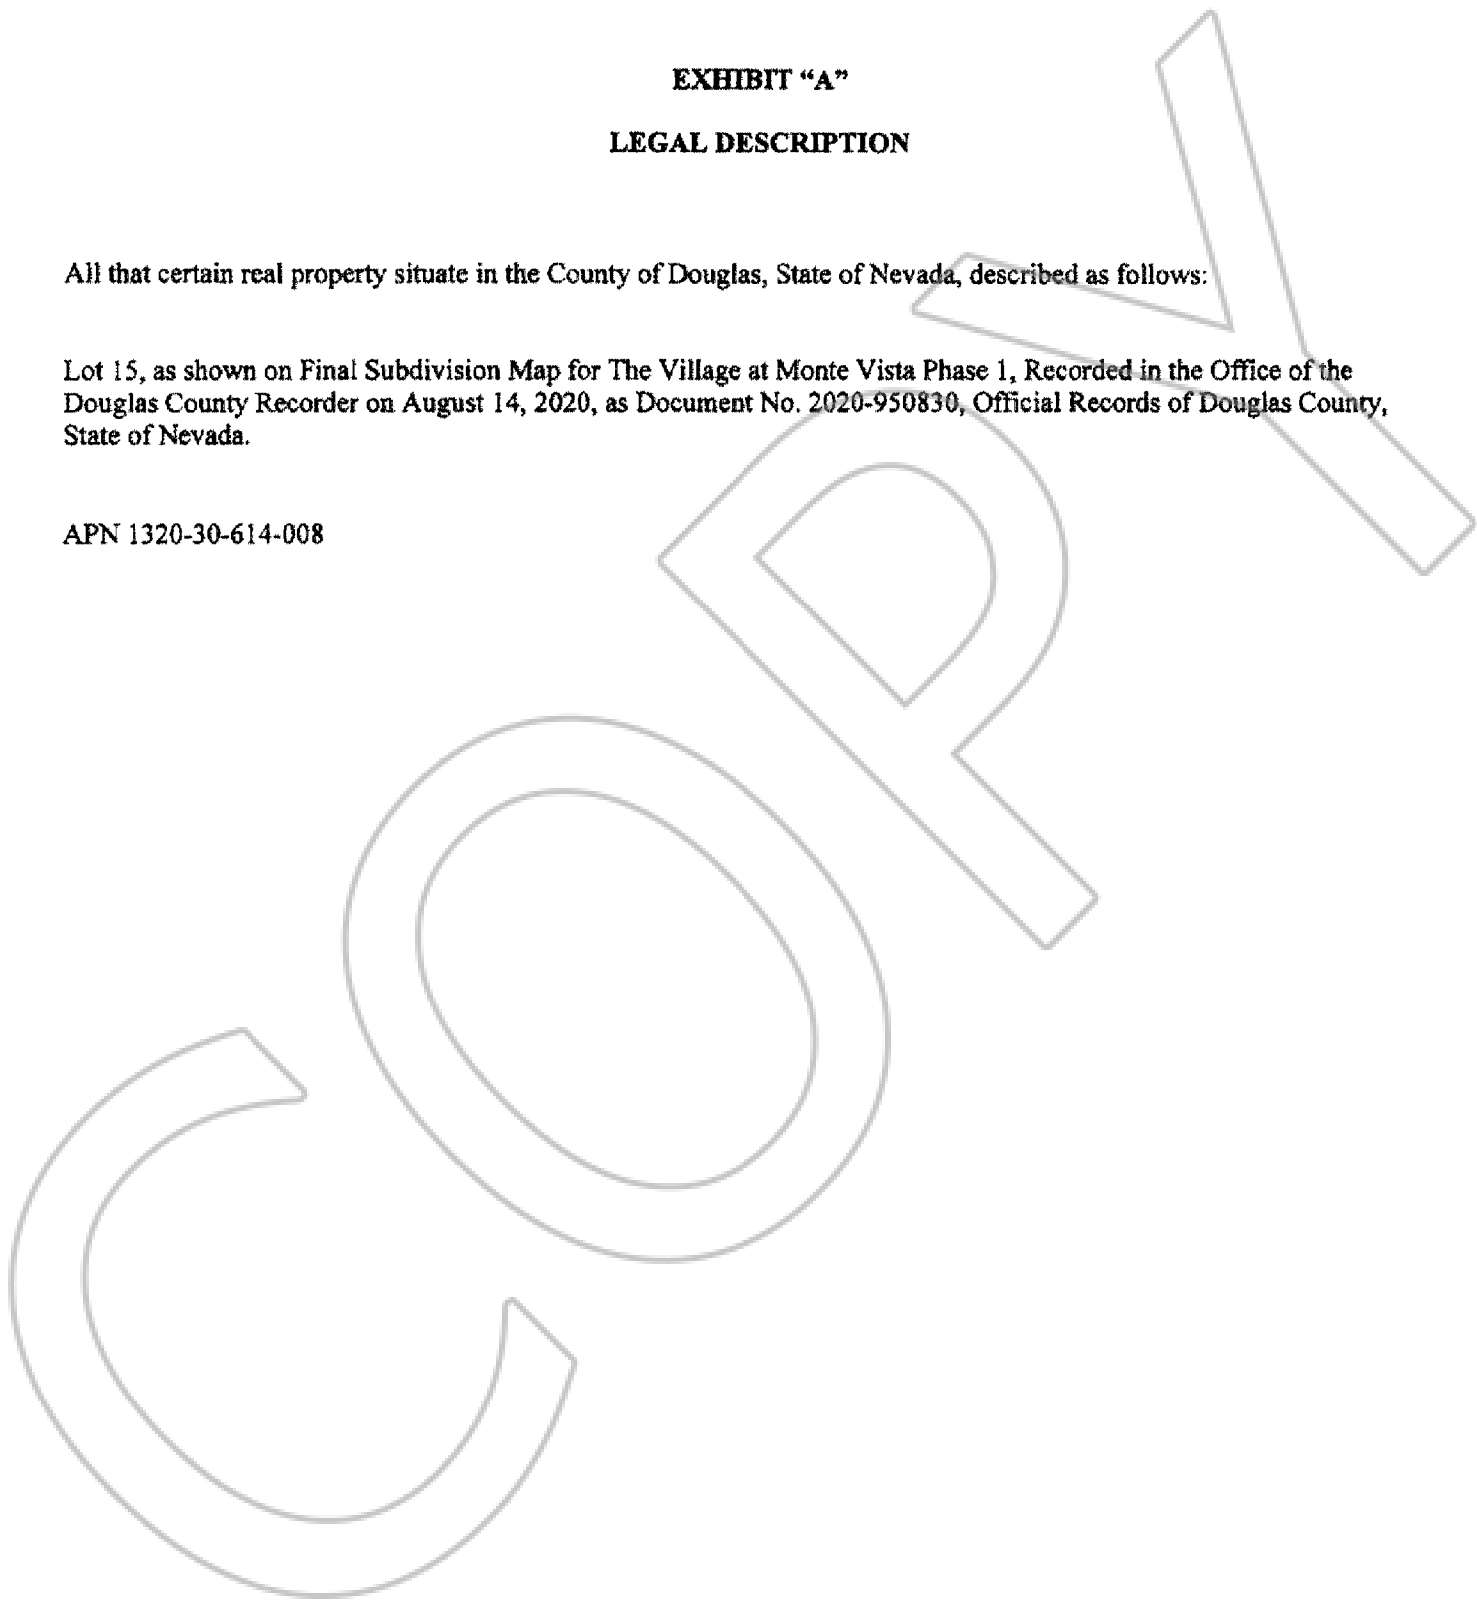 EXHIBIT “A”
LEGAL DESCRIPTION
All that certain real property situate in the County of Douglas, State of Nevada, described as follows:
Lot 15, as shown on Final Subdivision Map for The Village at Monte Vista Phase 1, Recorded in the Office of the
Douglas County Recorder on August 14, 2020, as Document No. 2020-950830, Official Records of Douglas County,
State of Nevada.
APN 1320-30-614-008
COPY